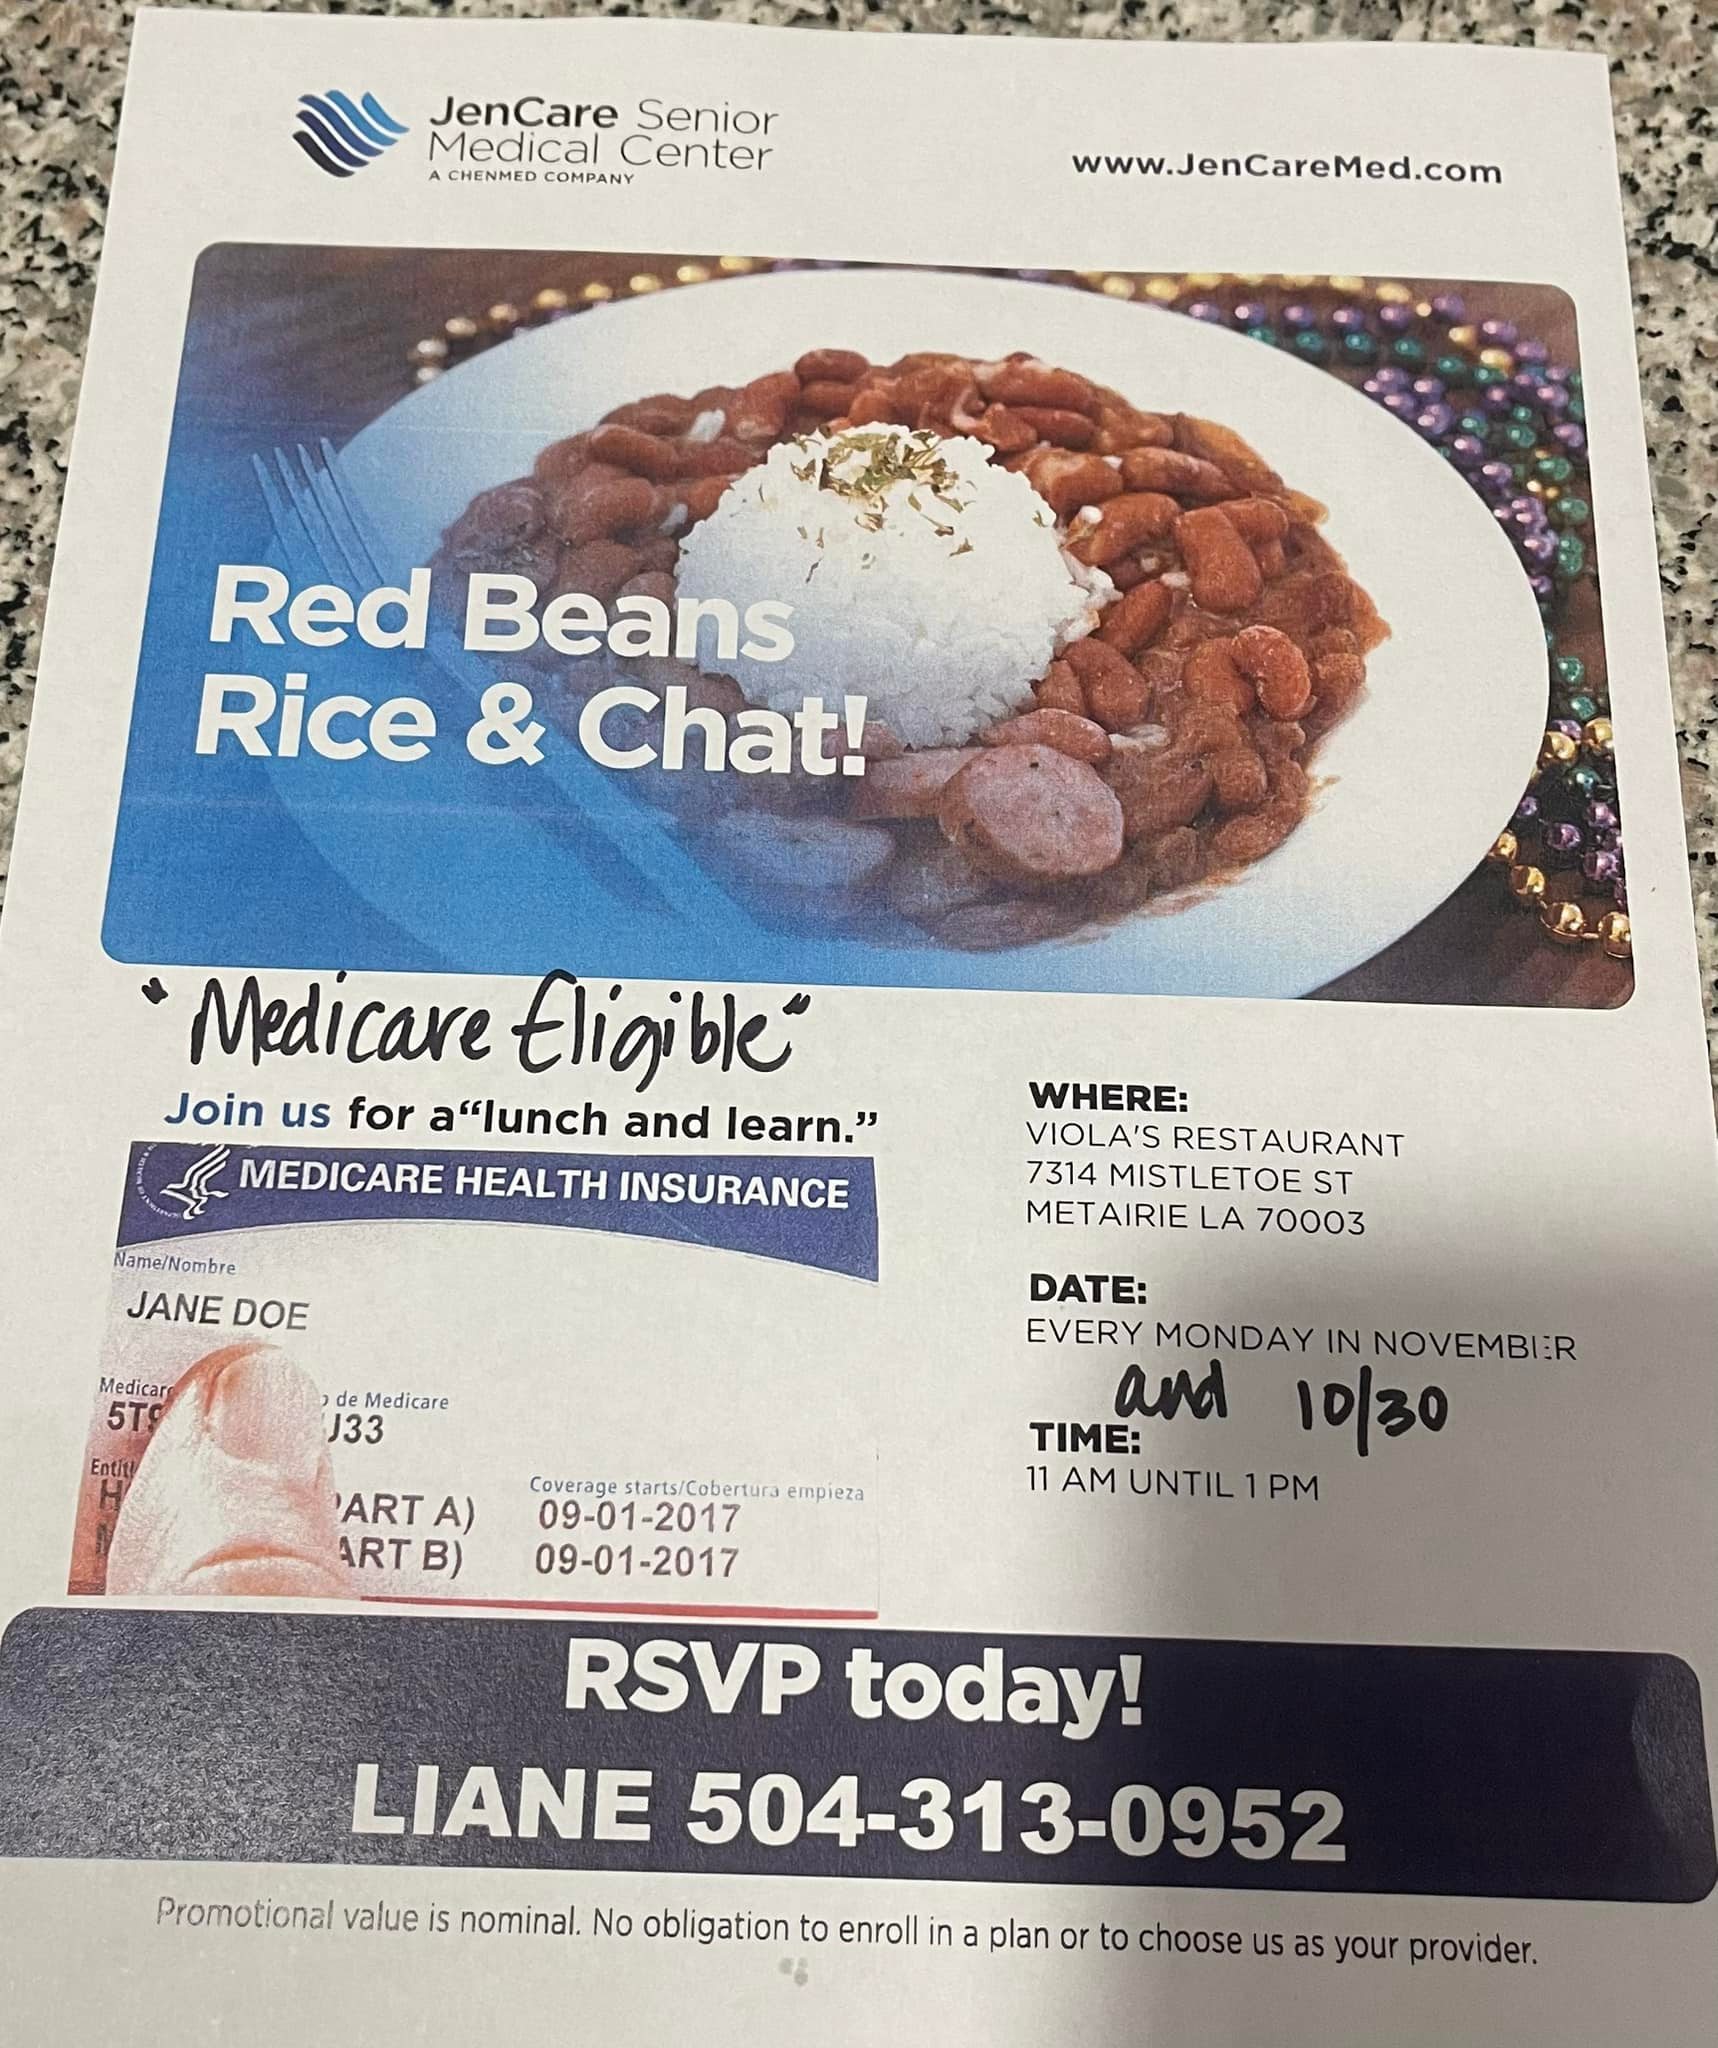 JenCare Senior
Medical Center
A CHENMED COMPANY
www.JenCareMed.com
Red Beans
Rice & Chat!
"Medicare Eligible"
Join us for a“lunch and learn.”
MEDICARE HEALTH INSURANCE
Name/Nombre
JANE DOE
Medicare
de Medicare
J33
PART A)
PART B)
Coverage starts/Cobertura empieza
09-01-2017
09-01-2017
WHERE:
VIOLA'S RESTAURANT
7314 MISTLETOE ST
METAIRIE LA 70003
DATE:
EVERY MONDAY IN NOVEMBER
and 10/30
TIME:
11 AM UNTIL 1 PM
RSVP today!
LIANE 504-313-0952
Promotional value is nominal. No obligation to enroll in a plan or to choose us as your provider.